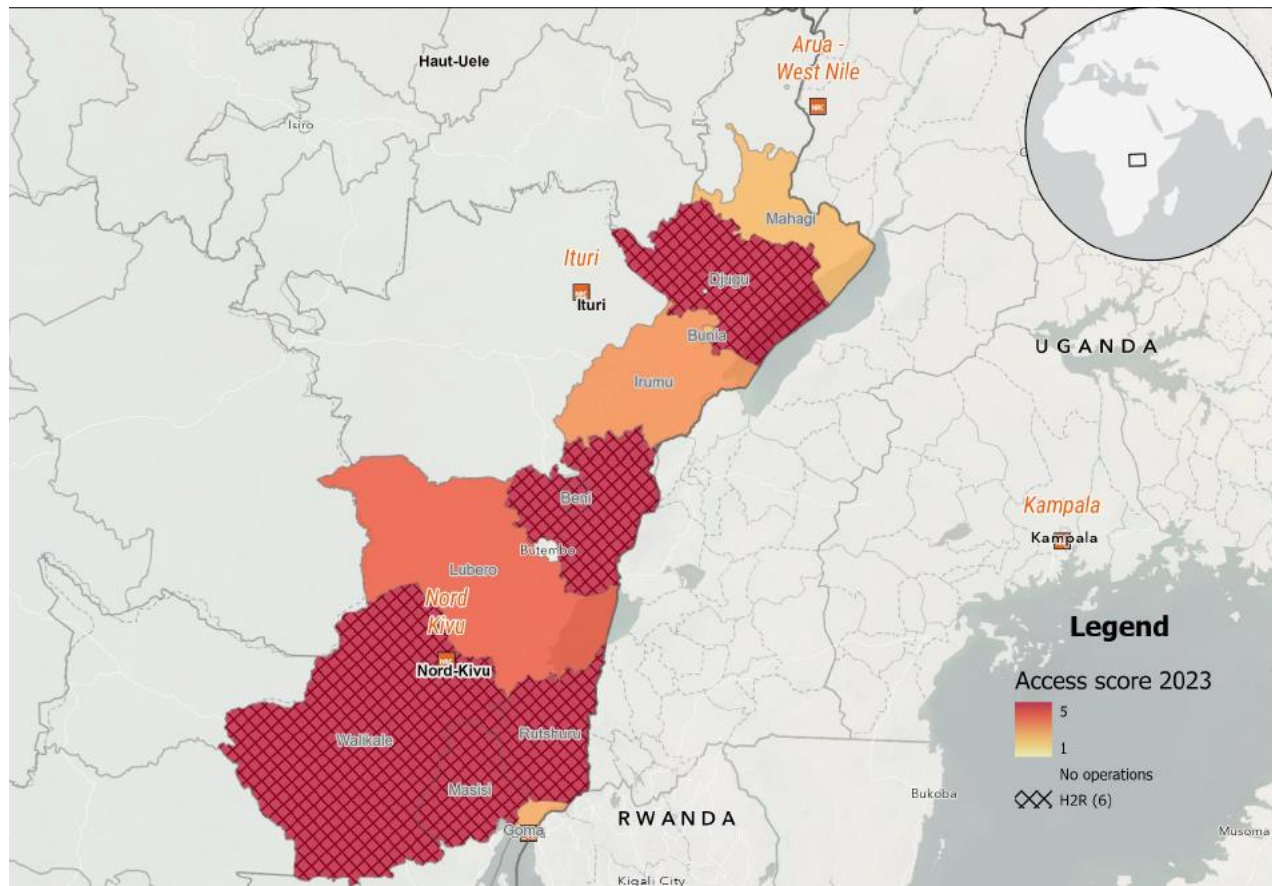 Haut-Uele
Arua -
West Nile
NRC
Isiro
Mahagi
Ituri
Djugu
NRC
Ituri
Bunia
UGANDA
Irumu
Kampala
Beni
Kampala
Butembo
Lubero
Nord
Kivu
Legend
Nord-Kivu
Access score 2023
5
Rutshuru
Walikale
1
No operations
Masisi
Bukoba
H2R (6)
RWANDA
Goma
Musoma
Kigali City